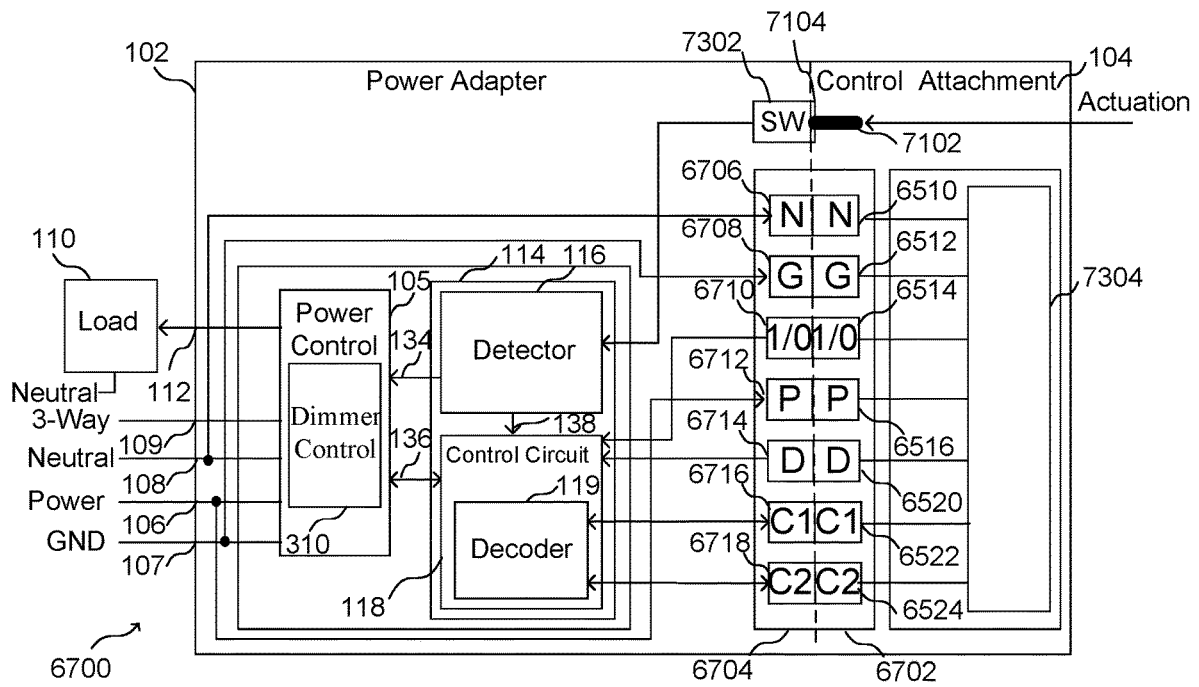 7104
7302
102
104
Power Adapter
Control Attachment
Actuation
SW
7102
6706
6510
N N
110
6708
6512
114 116
G G
7304
105
6710
6514
Load
Power
Control
134
Detector
1/0 1/0
112
6712
Neutral
3-Way
Dimmer
Control
138
P P
109
136
6714
6516
Neutral
Control Circuit
D D
108
119
6716
6520
Power
106
C1 C1
GND
310
Decoder
6718
6522
107
118
C2 C2
6524
6700
6704 6702